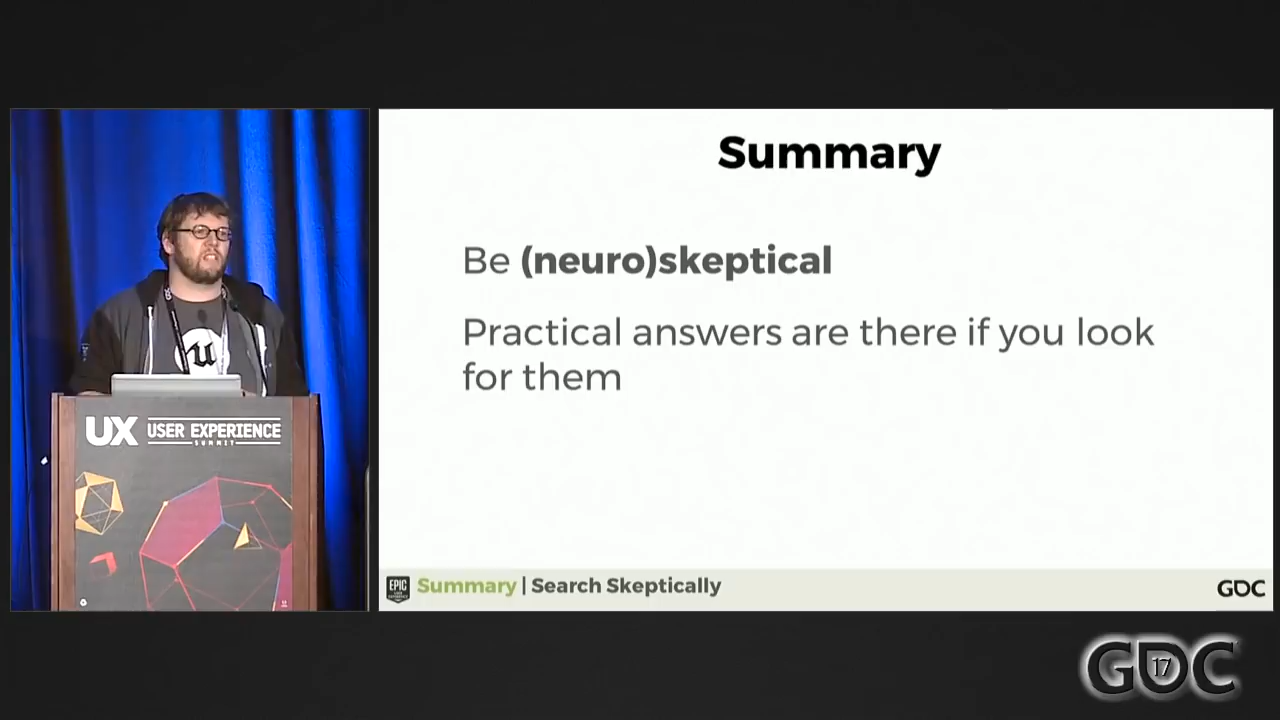 Summary
Be (neuro)skeptical
Practical answers are there if you look
for them
UX USER EXPERIENCE
SUMMIT
EPIC
Summary | Search Skeptically
GDC
GDC
17